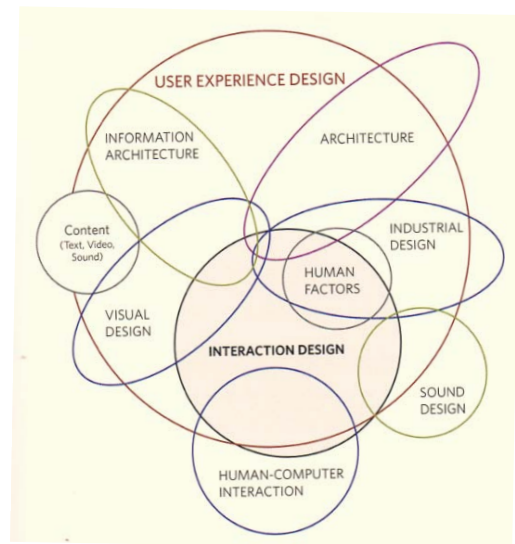 USER EXPERIENCE DESIGN
INFORMATION
ARCHITECTURE
ARCHITECTURE
Content
(Text, Video,
Sound)
INDUSTRIAL
DESIGN
HUMAN
FACTORS
VISUAL
DESIGN
INTERACTION DESIGN
SOUND
DESIGN
HUMAN-COMPUTER
INTERACTION